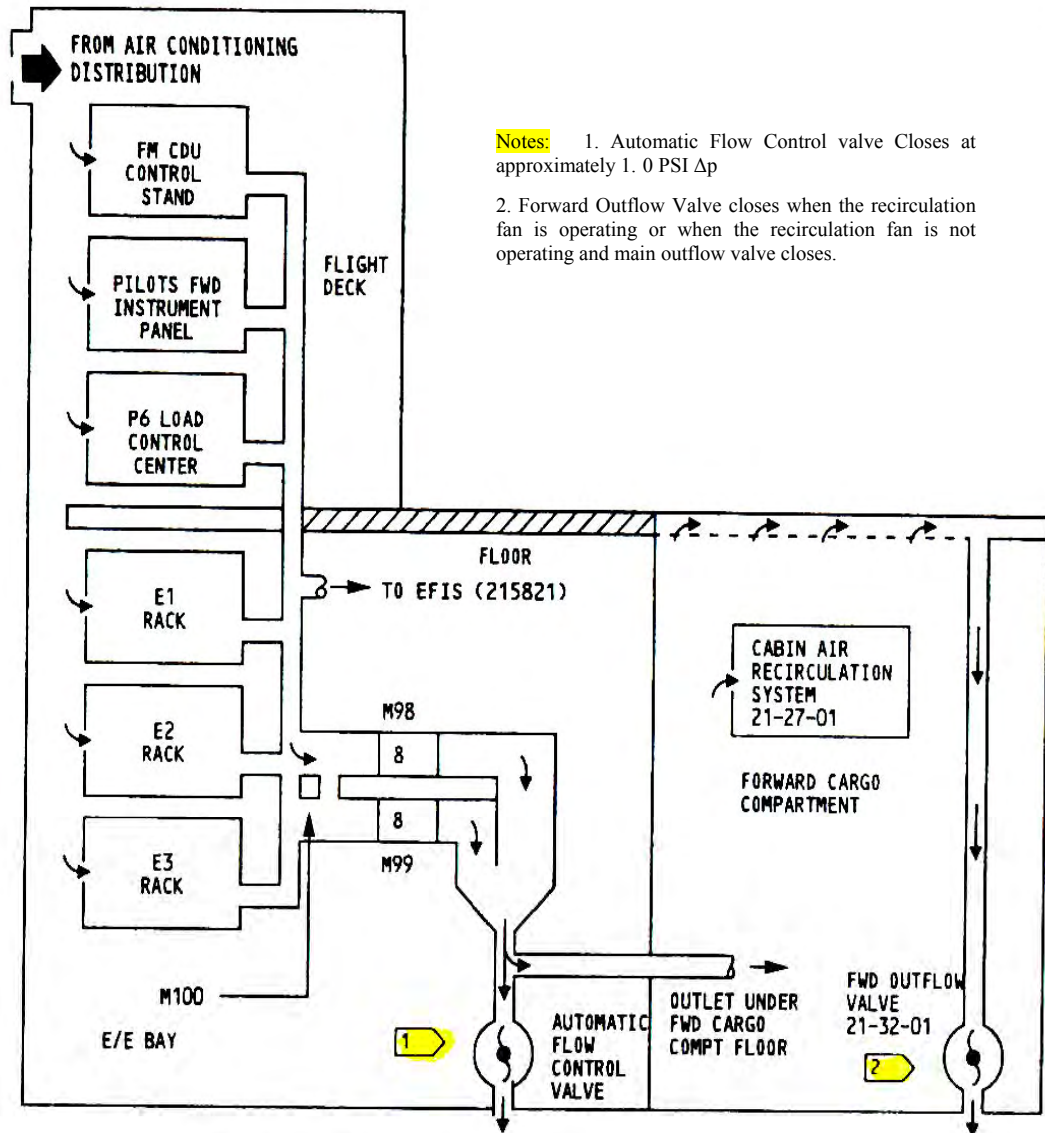 FROM AIR CONDITIONING
DISTRIBUTION
Notes: 1. Automatic Flow Control valve Closes at
approximately 1. 0 PSI Δp
2. Forward Outflow Valve closes when the recirculation
fan is operating or when the recirculation fan is not
operating and main outflow valve closes.
FM CDU
CONTROL
STAND
FLIGHT
DECK
PILOTS FWD
INSTRUMENT
PANEL
P6 LOAD
CONTROL
CENTER
FLOOR
TO EFIS (215821)
E1
RACK
CABIN AIR
RECIRCULATION
SYSTEM
21-27-01
M98
8
E2
RACK
FORWARD CARGO
COMPARTMENT
8
M99
E3
RACK
M100
E/E BAY
1
AUTOMATIC
FLOW
CONTROL
VALVE
OUTLET UNDER
FWD CARGO
COMPT FLOOR
FWD OUTFLOW
VALVE
21-32-01
2